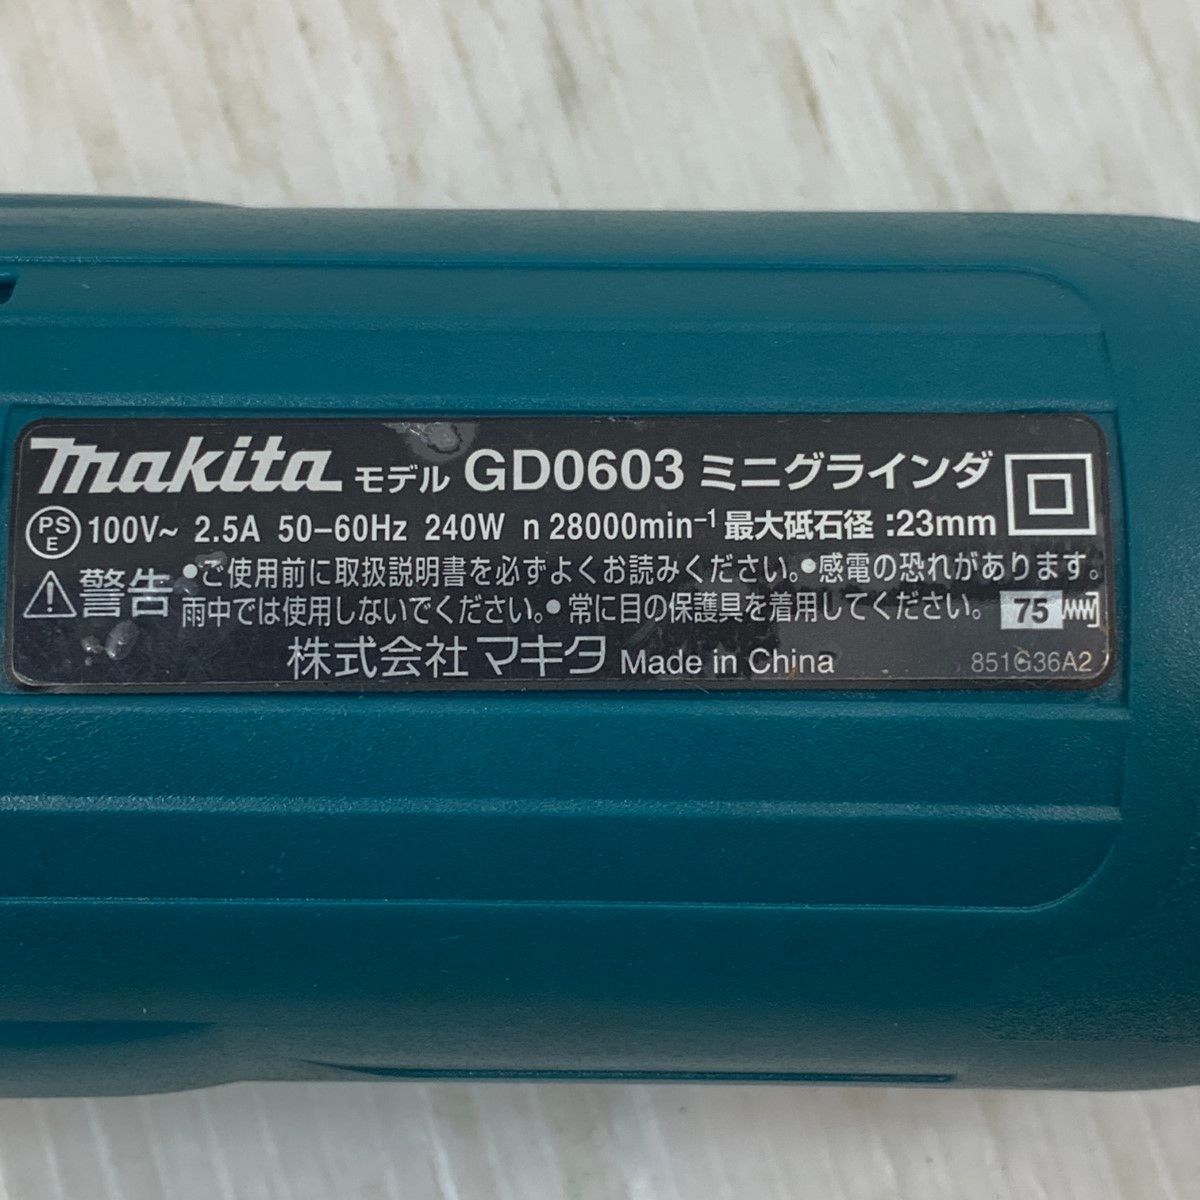 makita モデル GD0603 ミニグラインダ
PS E 100V~ 2.5A 50–60Hz 240W n 28000min⁻¹ 最大砥石径 :23mm
警告 •ご使用前に取扱説明書を必ずよくお読みください。•感電の恐れがあります。
雨中では使用しないでください。• 常に目の保護具を着用してください。 75
株式会社 マキタ Made in China 851G36A2